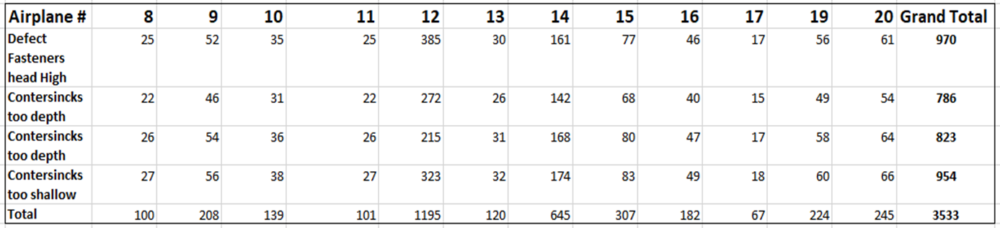 Airplane # 8 9 10 11 12 13 14 15 16 17 19 20 Grand Total
Defect 25 52 35 25 385 30 161 77 46 17 56 61 970
Fasteners
head High
Contersincks 22 46 31 22 272 26 142 68 40 15 49 54 786
too depth
Contersincks 26 54 36 26 215 31 168 80 47 17 58 64 823
too depth
Contersincks 27 56 38 27 323 32 174 83 49 18 60 66 954
too shallow
Total 100 208 139 101 1195 120 645 307 182 67 224 245 3533